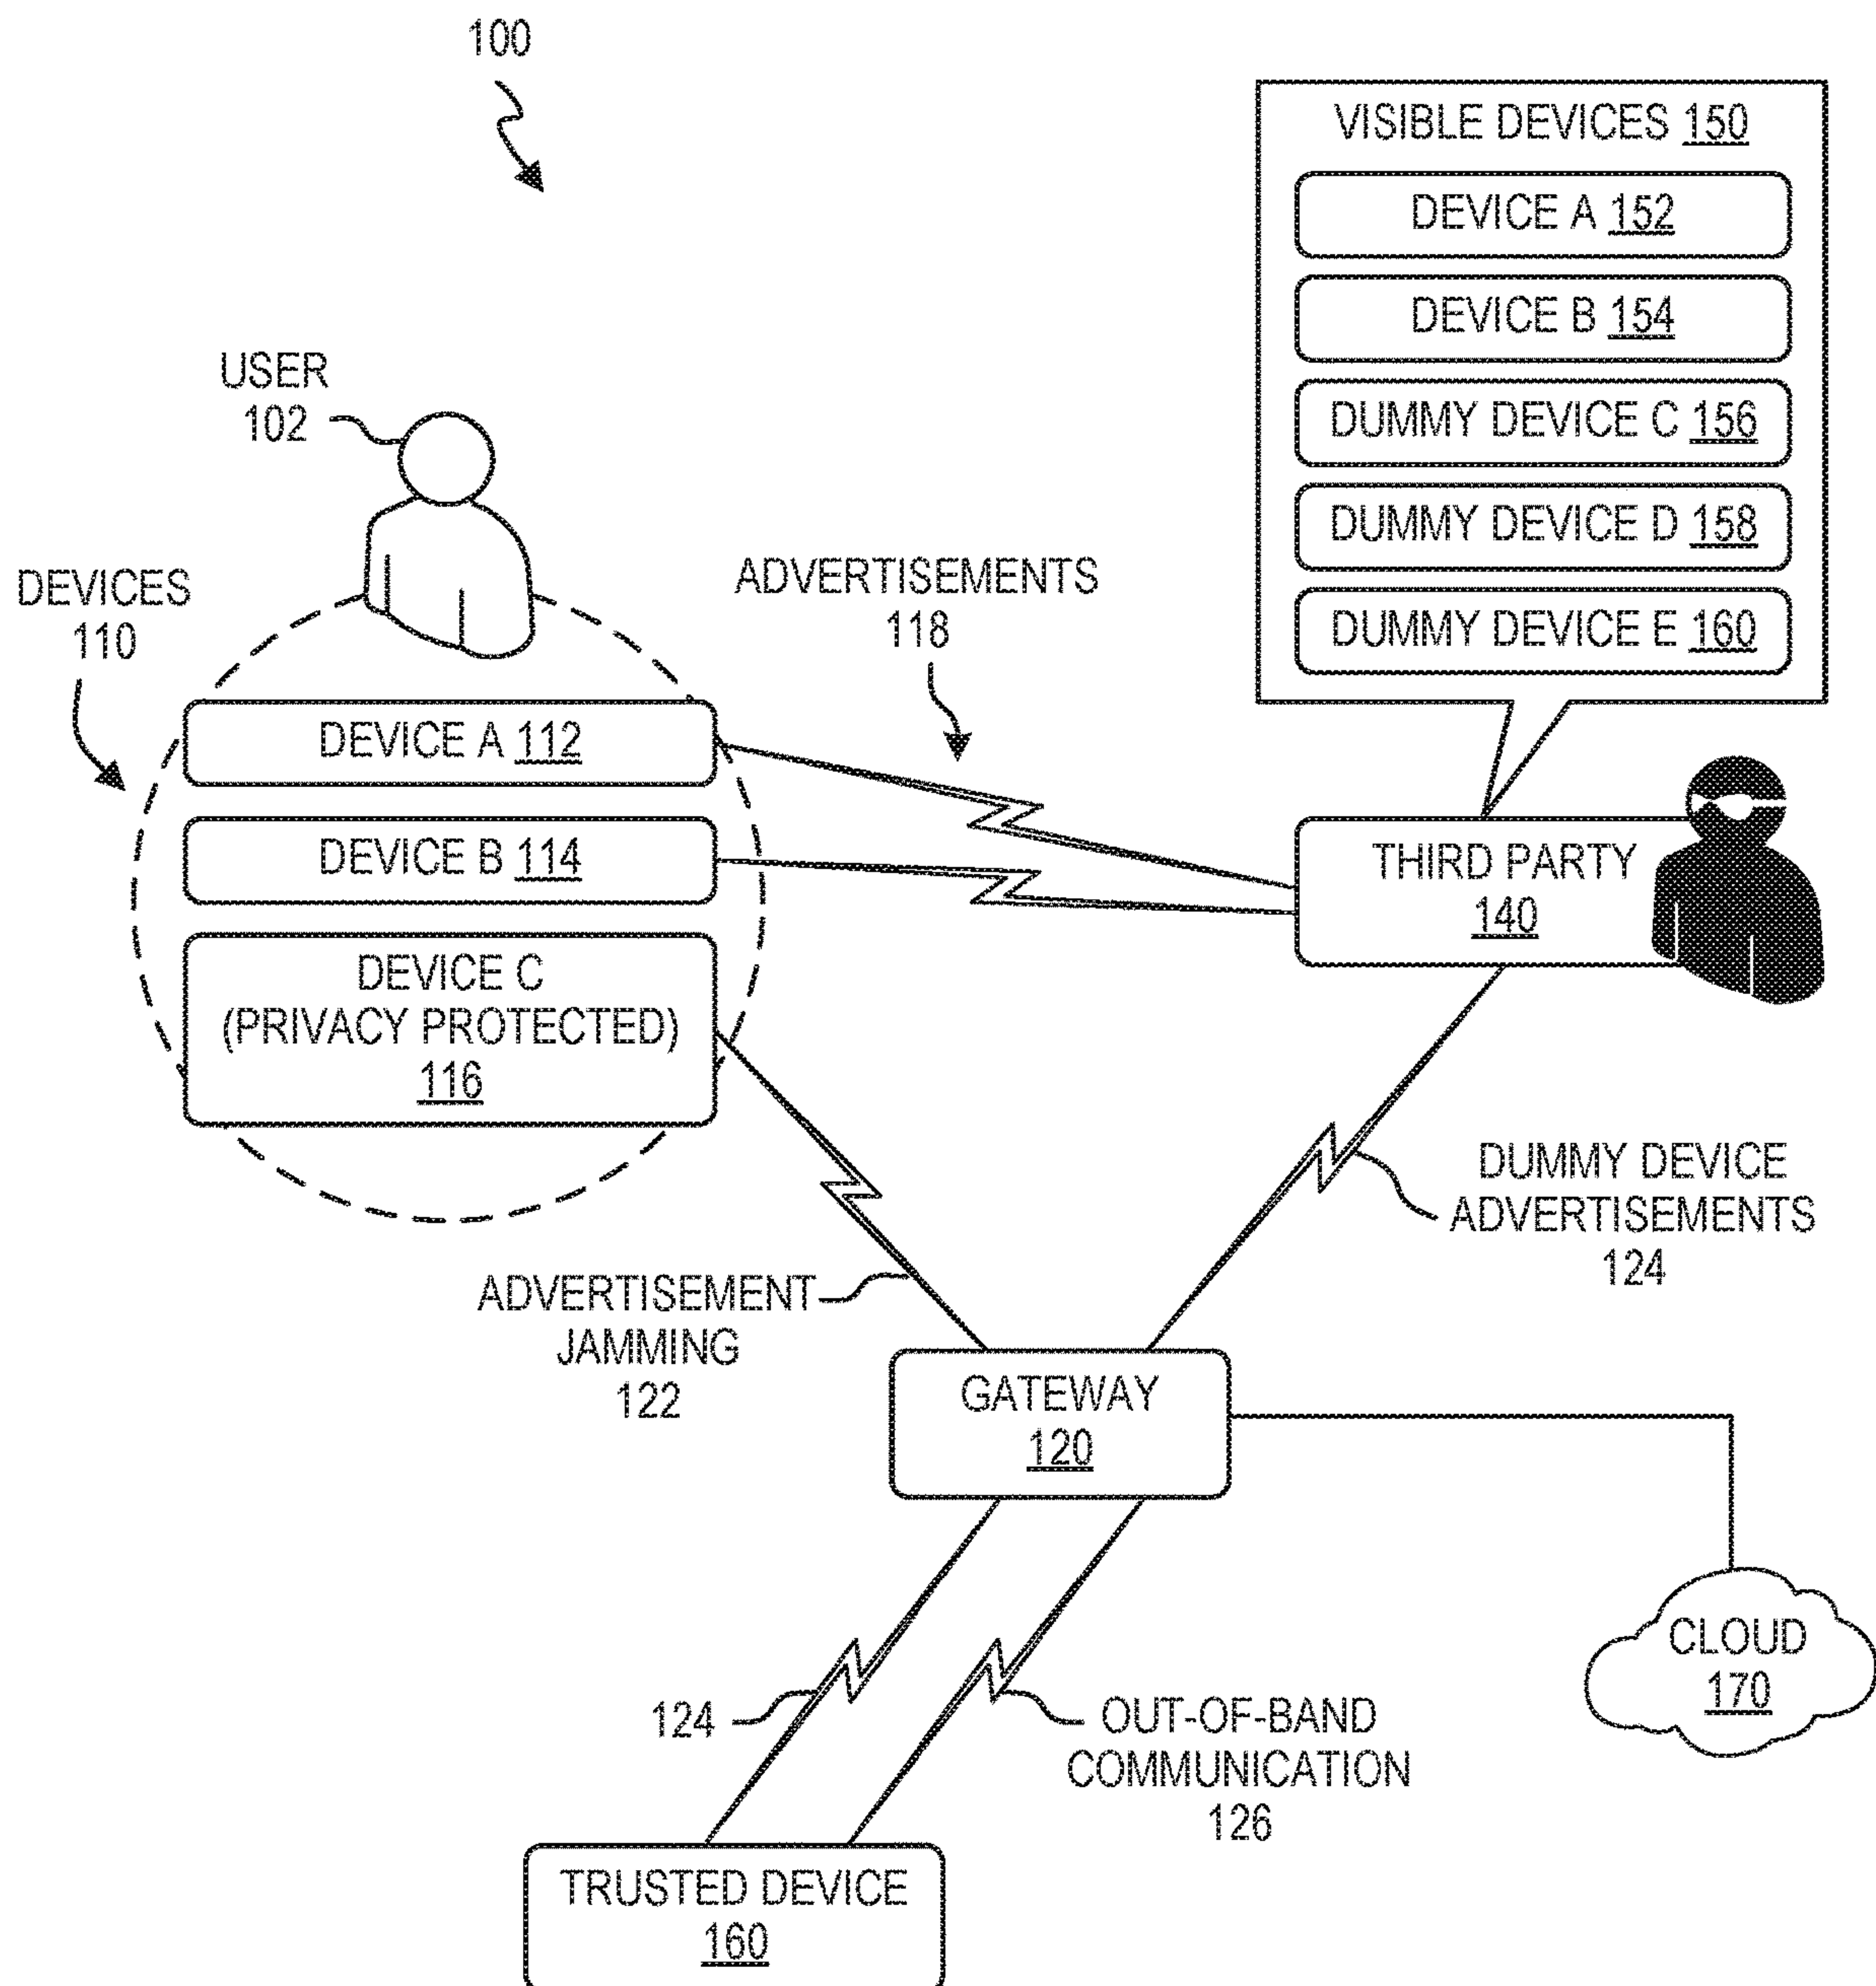 100
VISIBLE DEVICES 150
DEVICE A 152
DEVICE B 154
DUMMY DEVICE C 156
DUMMY DEVICE D 158
DUMMY DEVICE E 160
USER
102
DEVICES
110
ADVERTISEMENTS
118
DEVICE A 112
DEVICE B 114
DEVICE C
(PRIVACY PROTECTED)
116
THIRD PARTY
140
DUMMY DEVICE
ADVERTISEMENTS
124
ADVERTISEMENT
JAMMING
122
GATEWAY
120
CLOUD
170
124
OUT-OF-BAND
COMMUNICATION
126
TRUSTED DEVICE
160